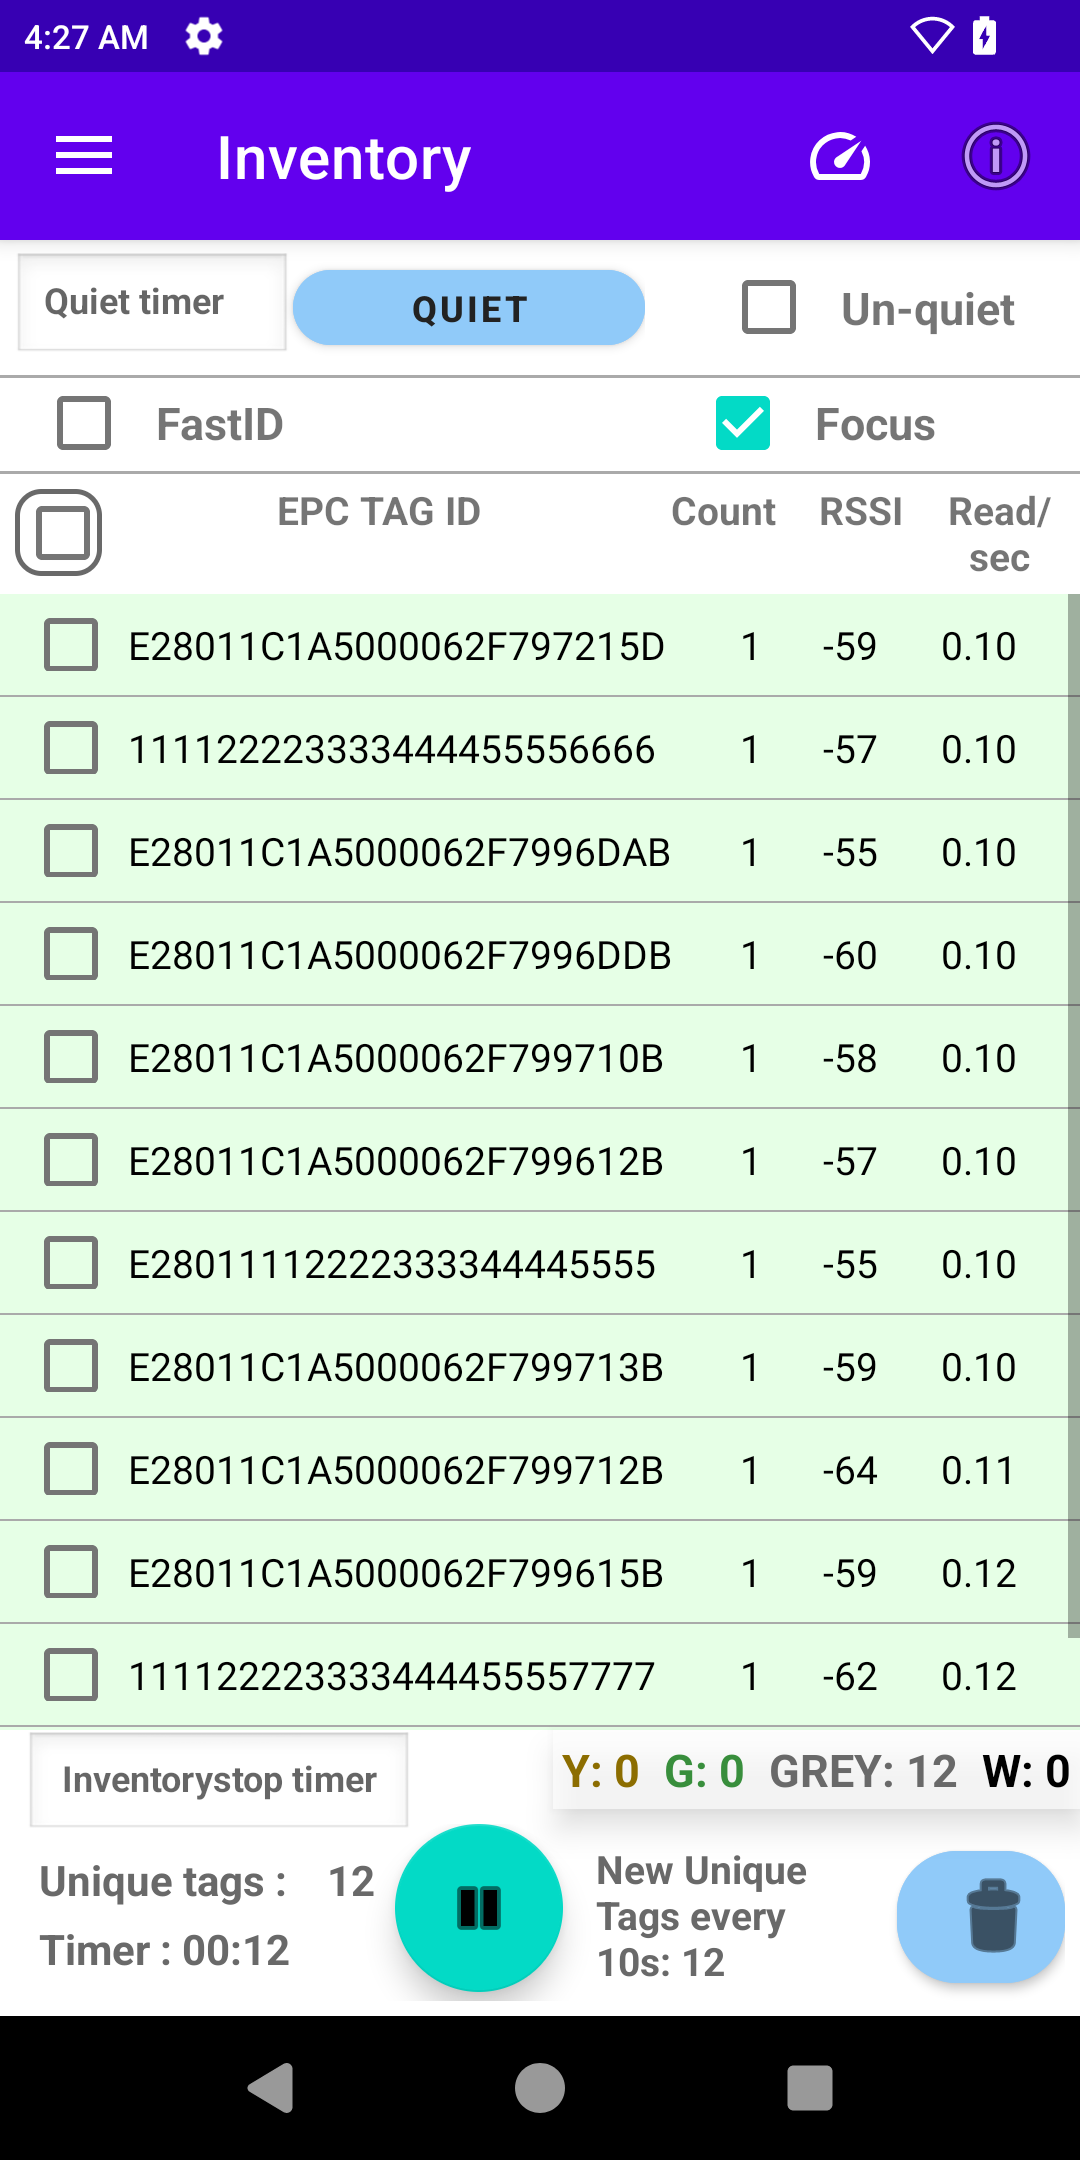 4:27 AM
Inventory
Quiet timer QUIET Un-quiet
FastID Focus
EPC TAG ID Count RSSI Read/
sec
E28011C1A5000062F797215D 1 -59 0.10
111122223333444455556666 1 -57 0.10
E28011C1A5000062F7996DAB 1 -55 0.10
E28011C1A5000062F7996DDB 1 -60 0.10
E28011C1A5000062F799710B 1 -58 0.10
E28011C1A5000062F799612B 1 -57 0.10
E28011112222333344445555 1 -55 0.10
E28011C1A5000062F799713B 1 -59 0.10
E28011C1A5000062F799712B 1 -64 0.11
E28011C1A5000062F799615B 1 -59 0.12
111122223333444455557777 1 -62 0.12
Inventorystop timer Y: 0 G: 0 GREY: 12 W: 0
Unique tags : 12
Timer : 00:12
New Unique
Tags every
10s: 12